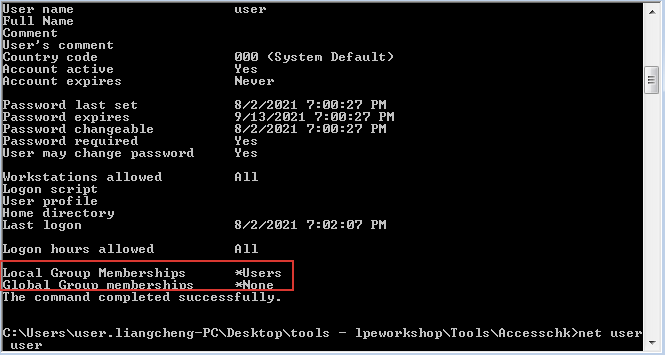 User name                    user
Full Name
Comment
User's comment
Country code                 000 (System Default)
Account active               Yes
Account expires              Never
Password last set            8/2/2021 7:00:27 PM
Password expires             9/13/2021 7:00:27 PM
Password changeable          8/2/2021 7:00:27 PM
Password required            Yes
User may change password     Yes
Workstations allowed         All
Logon script
User profile
Home directory
Last logon                   8/2/2021 7:02:07 PM
Logon hours allowed          All
Local Group Memberships      *Users
Global Group memberships     *None
The command completed successfully.
C:\Users\user.liangcheng-PC\Desktop\tools - lpeworkshop\Tools\Accesschk>net user
 user